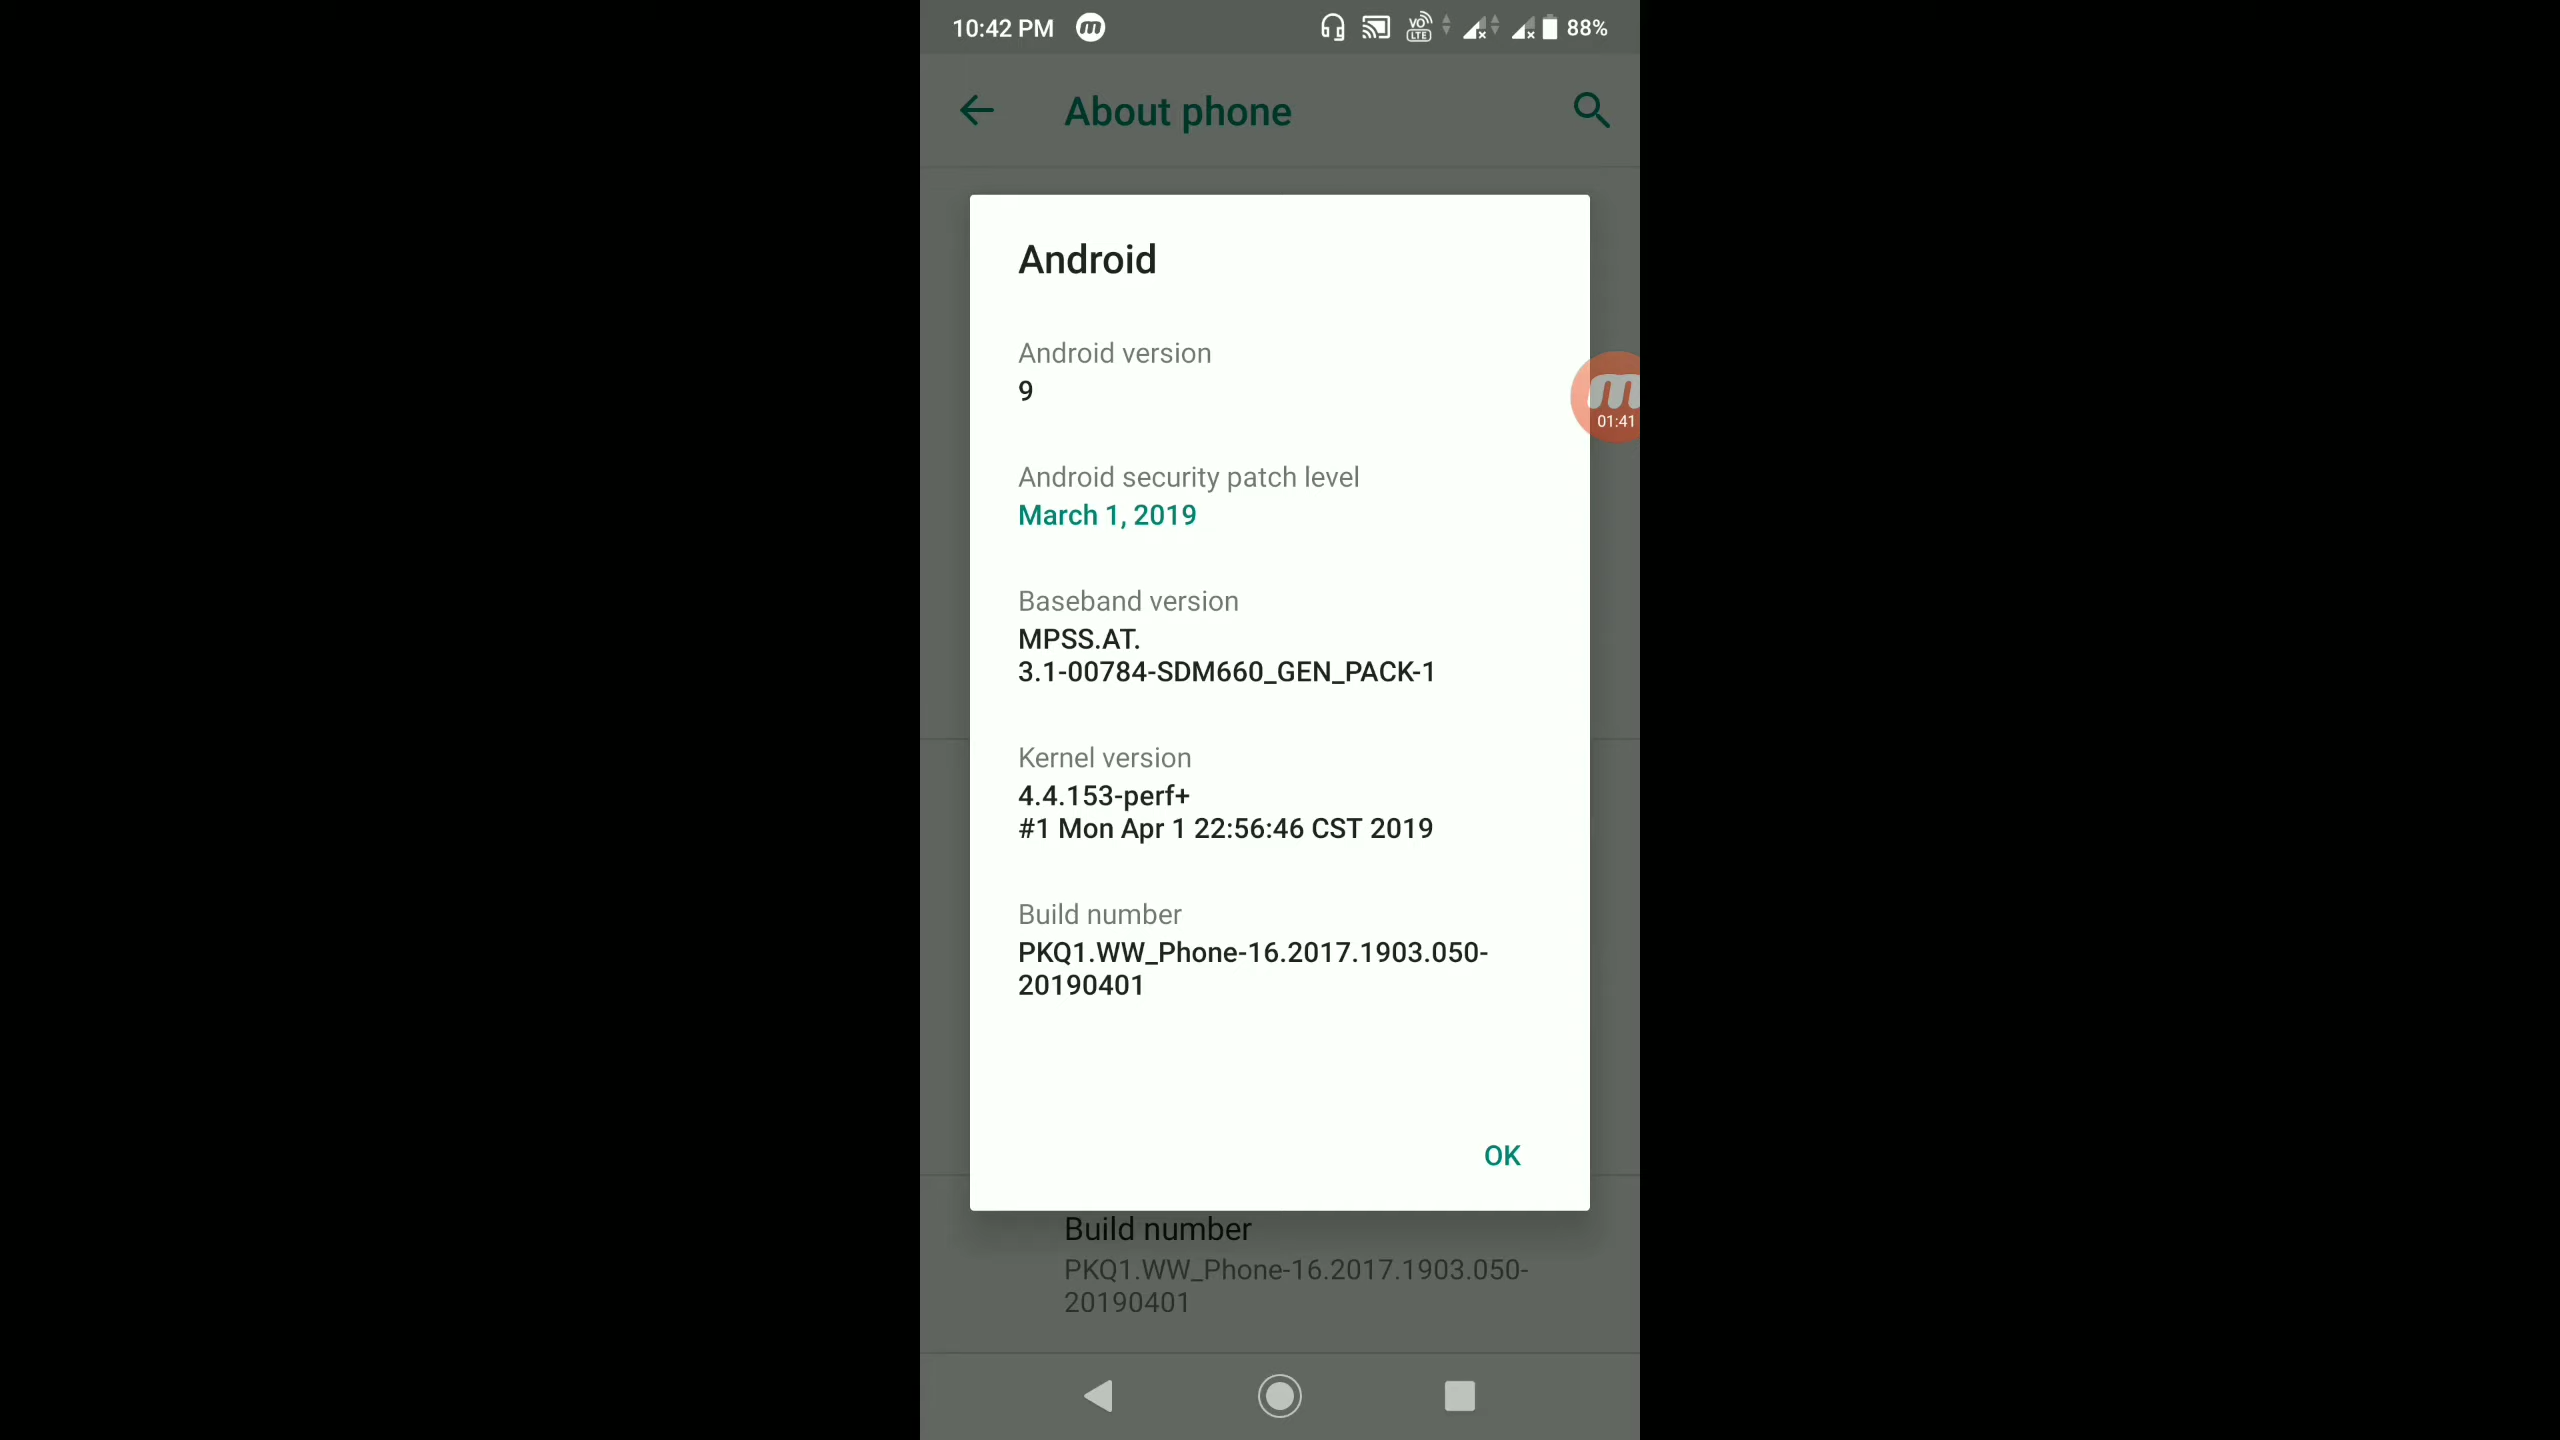 10:42 PM m VO LTE 88%
About phone
Android
Android version
9
m
01:41
Android security patch level
March 1, 2019
Baseband version
MPSS.AT.
3.1-00784-SDM660_GEN_PACK-1
Kernel version
4.4.153-perf+
#1 Mon Apr 1 22:56:46 CST 2019
Build number
PKQ1.WW_Phone-16.2017.1903.050-
20190401
OK
Build number
PKQ1.WW_Phone-16.2017.1903.050-
20190401